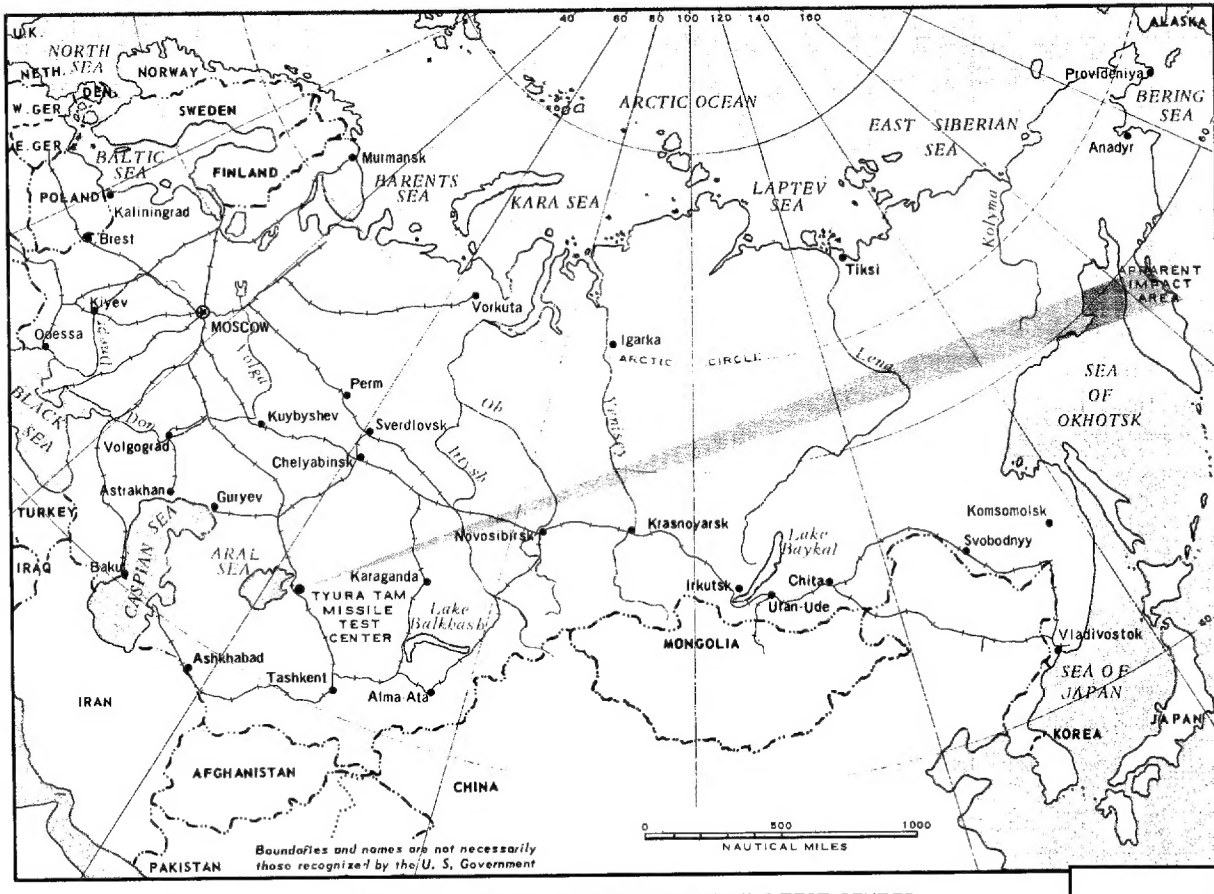 40 60 80 100 120 140 160
U.K.
NORTH
SEA
NETH.
NORWAY
DEN.
W. GER
SWEDEN
E. GER
BALTIC
SEA
FINLAND
Murmansk
BARENTS
SEA
KARA SEA
ARCTIC OCEAN
LAPTEV
SEA
EAST SIBERIAN
SEA
ALASKA
Provideniya
BERING
SEA
Anadyr
60
POLAND
Kaliningrad
Brest
Kiyev
Odessa
MOSCOW
Volga
Vorkuta
Igarka
ARCTIC CIRCLE
Tiksi
Kolyma
APPARENT
IMPACT
AREA
Lena
SEA
OF
OKHOTSK
BLACK
SEA
Don
Volgograd
Perm
Kuybyshev
Sverdlovsk
Chelyabinsk
Ob
Irtysh
Yenisey
Astrakhan
Guryev
TURKEY
IRAQ
Baku
CASPIAN SEA
ARAL
SEA
TYURA TAM
MISSILE
TEST
CENTER
Karaganda
Lake
Balkhash
Novosibirsk
Krasnoyarsk
Lake
Baykal
Irkutsk
Ulan-Ude
Chita
Svobodnyy
Komsomolsk
Vladivostok
40
SEA OF
JAPAN
JAPAN
KOREA
MONGOLIA
Ashkhabad
Tashkent
Alma-Ata
IRAN
AFGHANISTAN
CHINA
PAKISTAN
Boundaries and names are not necessarily
those recognized by the U. S. Government
0 500 1000
NAUTICAL MILES
TEST CENTER